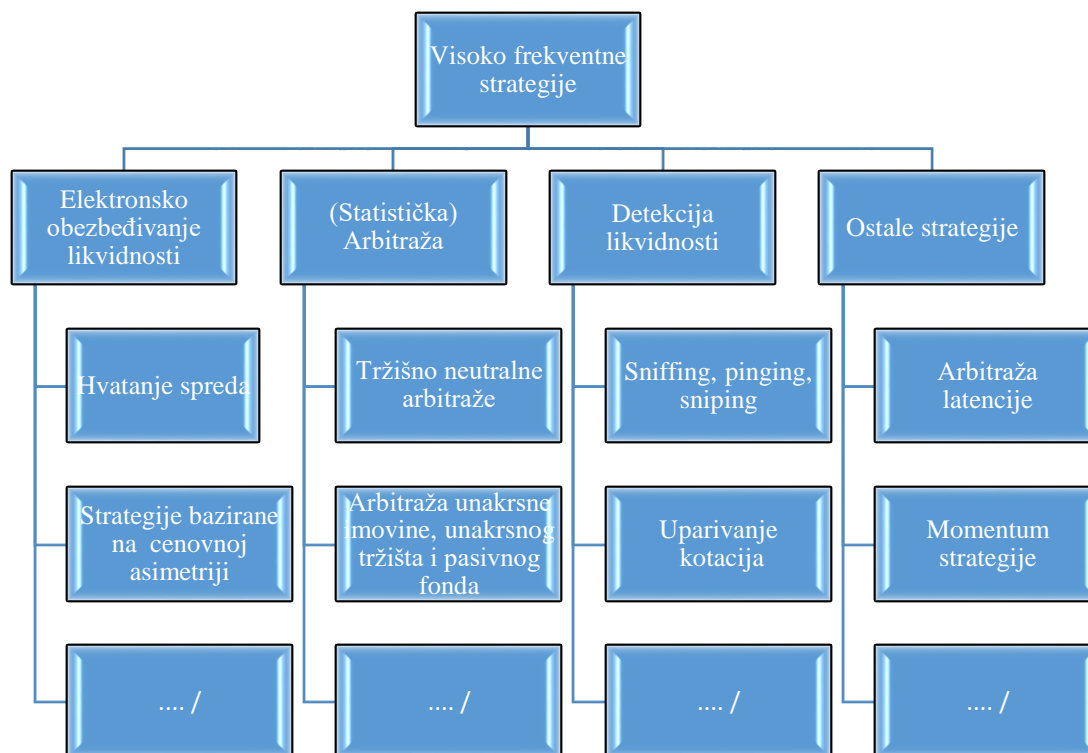 Visoko frekventne
strategije
Elektronsko
obezbeđivanje
likvidnosti
(Statistička)
Arbitraža
Detekcija
likvidnosti
Ostale strategije
Hvatanje spreda
Tržišno neutralne
arbitraže
Sniffing, pinging,
sniping
Arbitraža
latencije
Strategije bazirane
na cenovnoj
asimetriji
Arbitraža unakrsne
imovine, unakrsnog
tržišta i pasivnog
fonda
Uparivanje
kotacija
Momentum
strategije
.... /
.... /
.... /
.... /